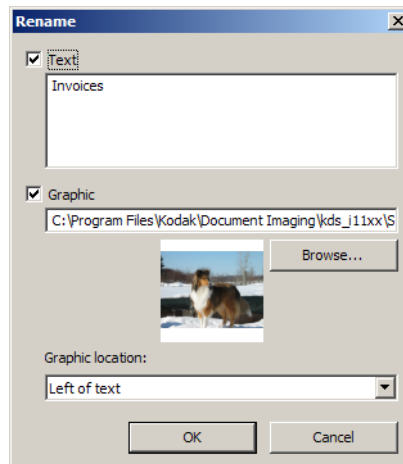 Rename
Text
Invoices
Graphic
C:\Program Files\Kodak\Document Imaging\kds_i11xx\S
Browse...
Graphic location:
Left of text
OK
Cancel